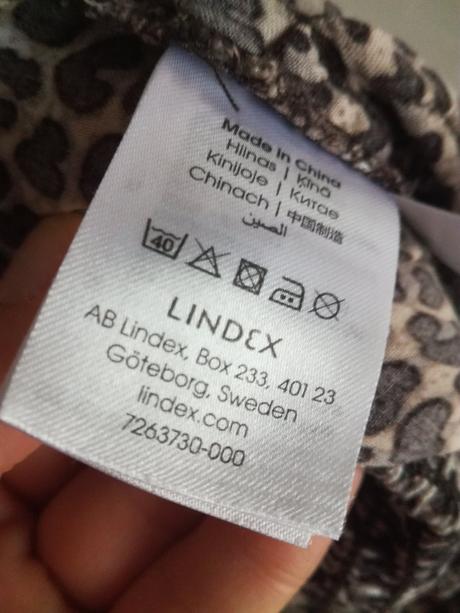 Made in China
Hiinas | Ķīnā
Kinijoje | Китае
Chinach | 中国制造
الصين
40
LINDEX
AB Lindex, Box 233, 401 23
Göteborg, Sweden
lindex.com
7263730-000